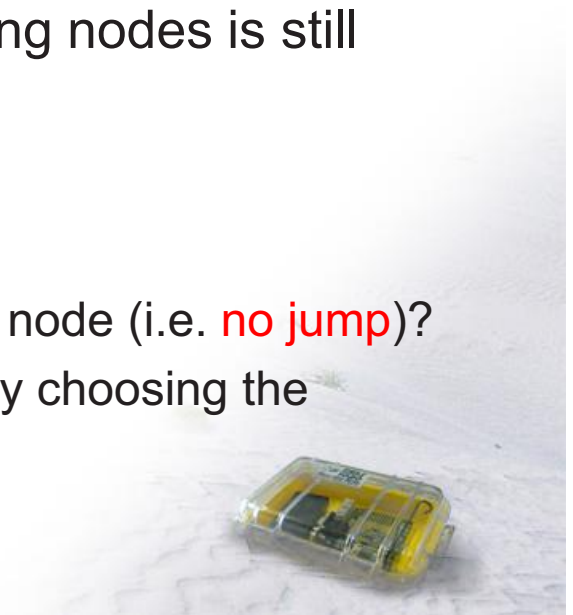 ng nodes is still
node (i.e. no jump)?
y choosing the